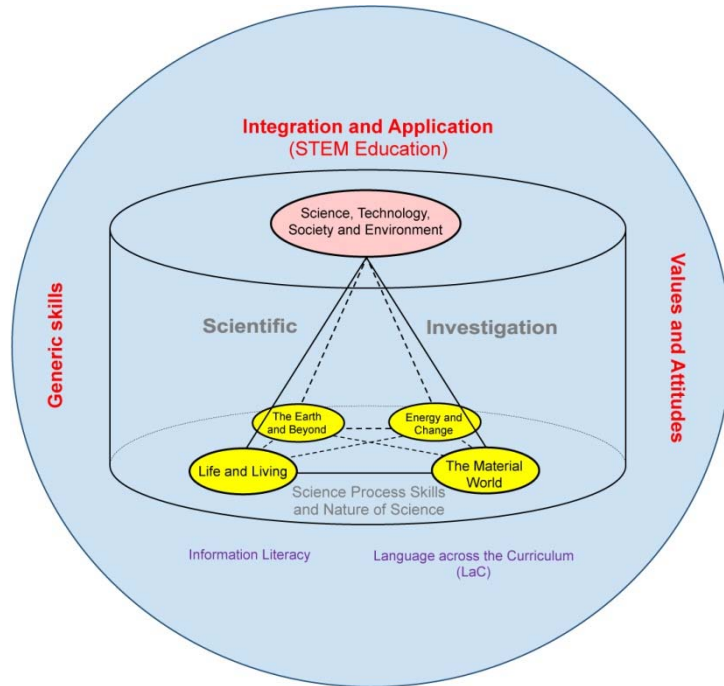 Integration and Application
(STEM Education)
Science, Technology,
Society and Environment
Generic skills
Values and Attitudes
Scientific Investigation
The Earth
and Beyond
Energy and
Change
Life and Living
The Material
World
Science Process Skills
and Nature of Science
Information Literacy
Language across the Curriculum
(LaC)